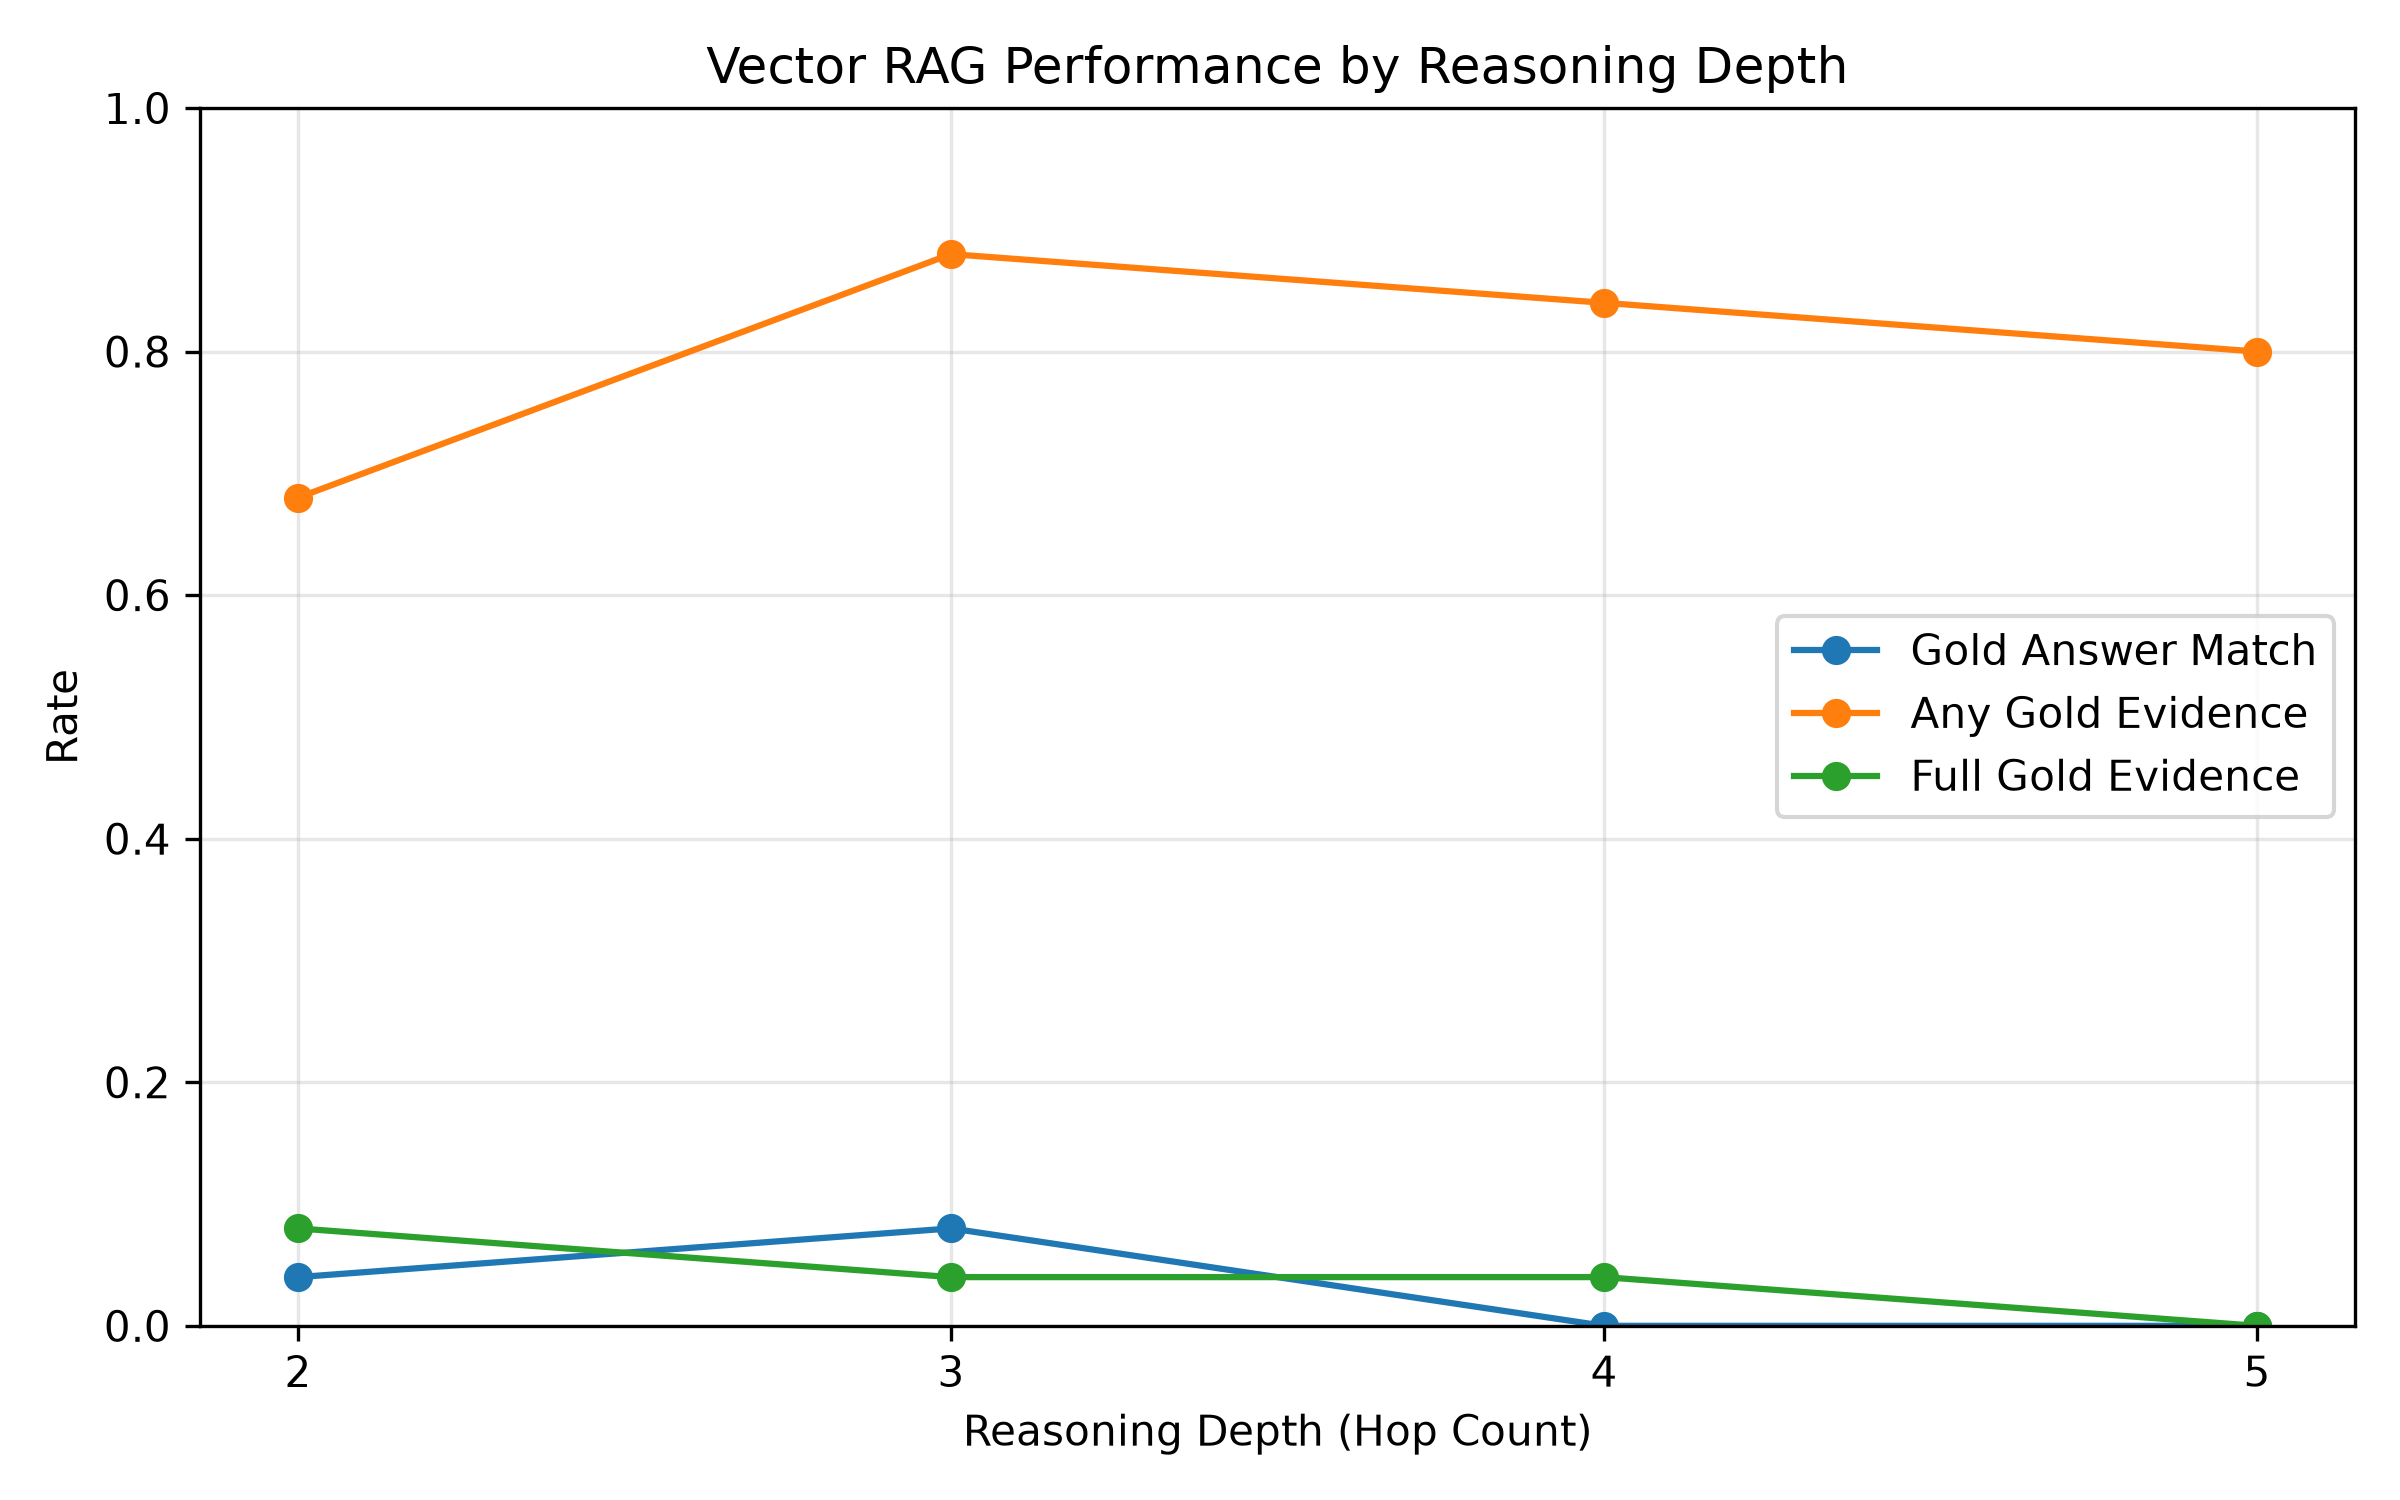 Vector RAG Performance by Reasoning Depth
1.0
0.8
0.6
0.4
0.2
0.0
Rate
Gold Answer Match
Any Gold Evidence
Full Gold Evidence
2 3 4 5
Reasoning Depth (Hop Count)